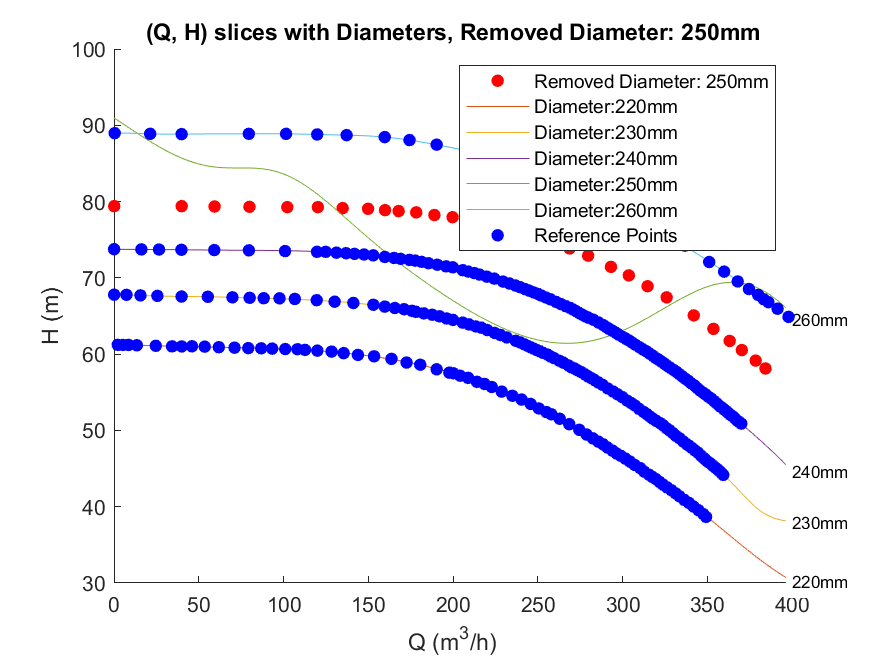 (Q, H) slices with Diameters, Removed Diameter: 250mm
100
90
80
70
60
50
40
30
H (m)
0
50
100
150
200
250
300
350
400
Q (m³/h)
Removed Diameter: 250mm
Diameter:220mm
Diameter:230mm
Diameter:240mm
Diameter:250mm
Diameter:260mm
Reference Points
260mm
240mm
230mm
220mm